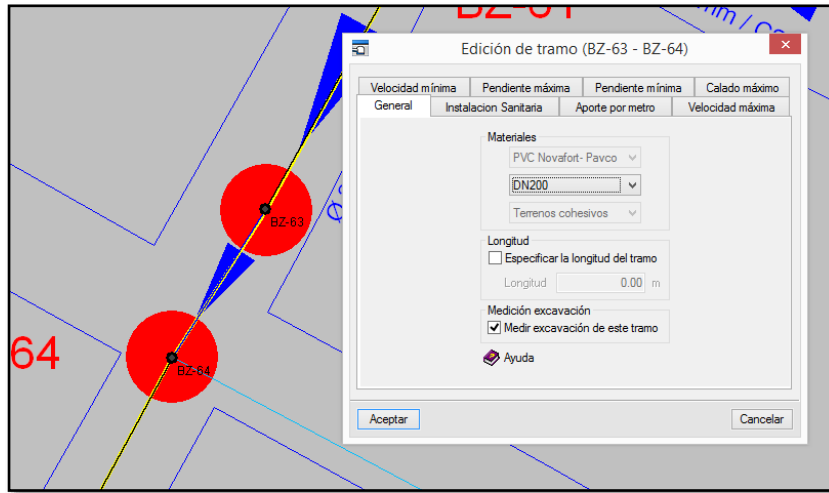 mm / Co
Edición de tramo (BZ-63 - BZ-64)
Velocidad mínima
Pendiente máxima
Pendiente mínima
Calado máximo
General
Instalacion Sanitaria
Aporte por metro
Velocidad máxima
Materiales
PVC Novafort- Pavco
DN200
Terrenos cohesivos
Longitud
Especificar la longitud del tramo
Longitud
0.00 m
Medición excavación
Medir excavación de este tramo
Ayuda
Aceptar
Cancelar
BZ-63
64
BZ-64